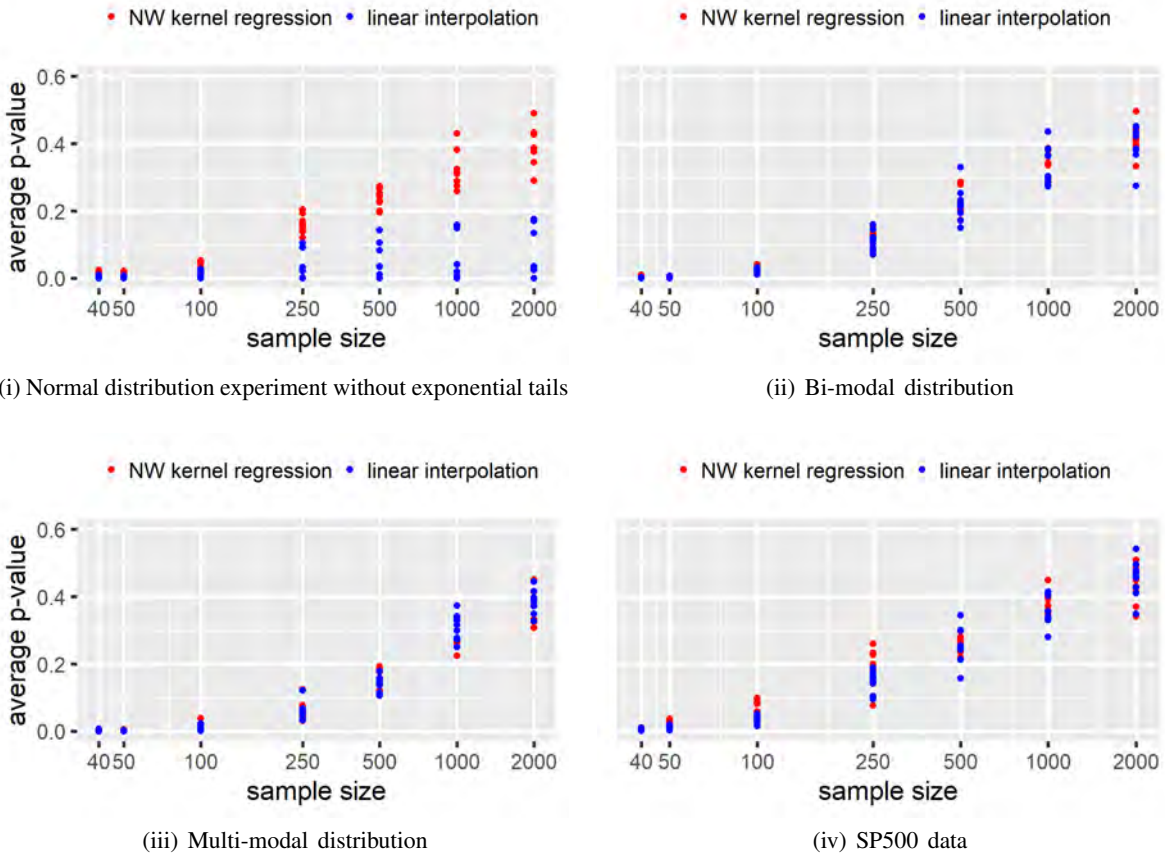 NW kernel regression linear interpolation
NW kernel regression linear interpolation
average p-value
0.6
0.4
0.2
0.0
40 50 100 250 500 1000 2000
40 50 100 250 500 1000 2000
sample size
sample size
(i) Normal distribution experiment without exponential tails
(ii) Bi-modal distribution
NW kernel regression linear interpolation
NW kernel regression linear interpolation
average p-value
0.6
0.4
0.2
0.0
40 50 100 250 500 1000 2000
40 50 100 250 500 1000 2000
sample size
sample size
(iii) Multi-modal distribution
(iv) SP500 data